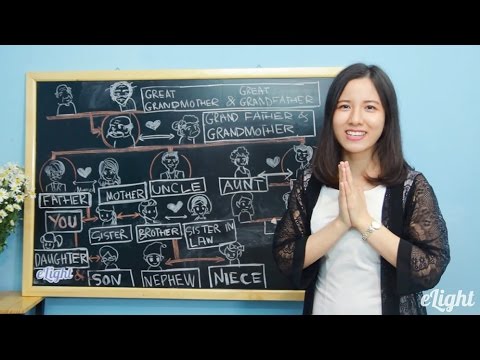 GREAT GRANDMOTHER & GREAT GRANDFATHER
GRAND FATHER & GRANDMOTHER
FATHER
MOTHER
UNCLE
AUNT
YOU
SISTER
BROTHER
SISTER IN LAW
DAUGHTER & SON
NEPHEW
NIECE
eLight
eLight